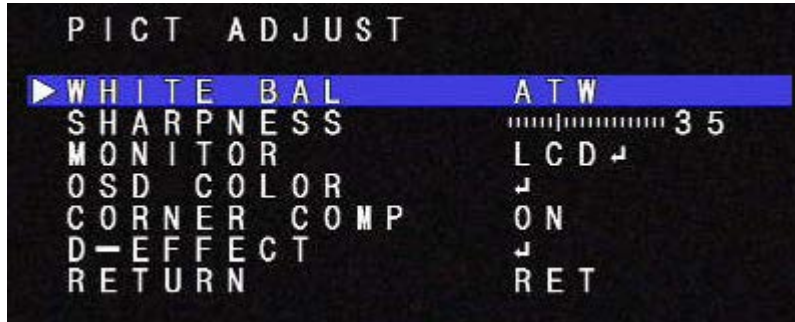 PICT ADJUST
WHITE BAL ATW
SHARPNESS 35
MONITOR LCD↲
OSD COLOR ↲
CORNER COMP ON
D-EFFECT ↲
RETURN RET